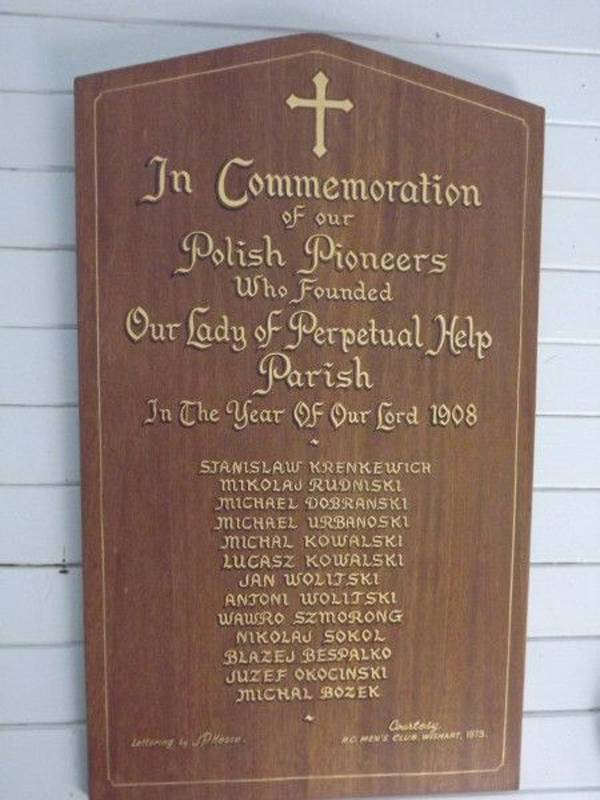 In Commemoration
of our
Polish Pioneers
Who Founded
Our Lady of Perpetual Help
Parish
In The Year Of Our Lord 1908
~
STANISLAW KRENKEWICH
MIKOLAJ RUDNISKI
MICHAEL DOBRANSKI
MICHAEL URBANOSKI
MICHAL KOWALSKI
LUCASZ KOWALSKI
JAN WOLITSKI
ANTONI WOLITSKI
WAWRO SZMORONG
NIKOLAJ SOKOL
BLAZEJ BESPALKO
JUZEF OKOCINSKI
MICHAL BOZEK
~
Lettering by
Courtesy
R.C. MEN'S CLUB, WISHART, 1973.